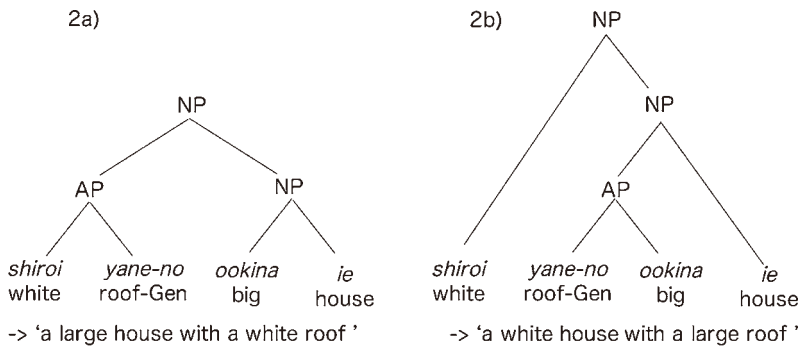 2a)
NP
AP NP
shiroi yane-no ookina ie
white roof-Gen big house
-> ‘a large house with a white roof ’
2b)
NP
NP
AP
shiroi yane-no ookina ie
white roof-Gen big house
-> ‘a white house with a large roof ’